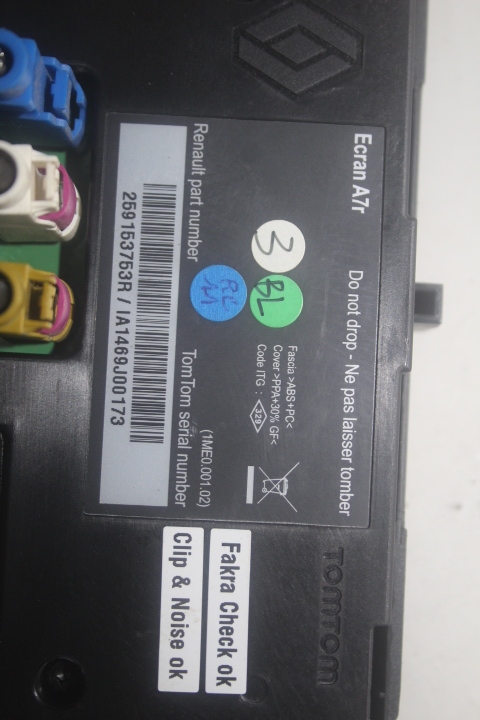 Ecran A7r
Do not drop - Ne pas laisser tomber
Fascia >ABS+PC<
Cover >PPA+30% GF<
Code ITG : <329>
3
BL
(1ME0.001.02)
Renault part number
TomTom serial number
259153753R / IA1469J00173
TOMTOM
Fakra Check ok
Clip & Noise ok